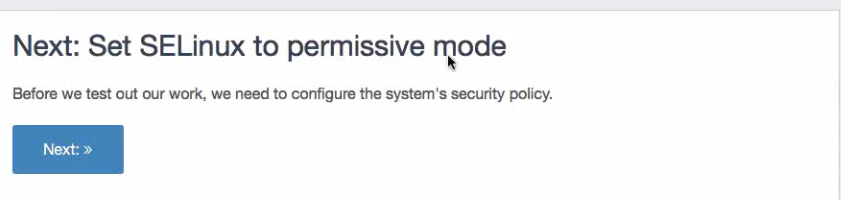 Next: Set SELinux to permissive mode
Before we test out our work, we need to configure the system's security policy.
Next: »